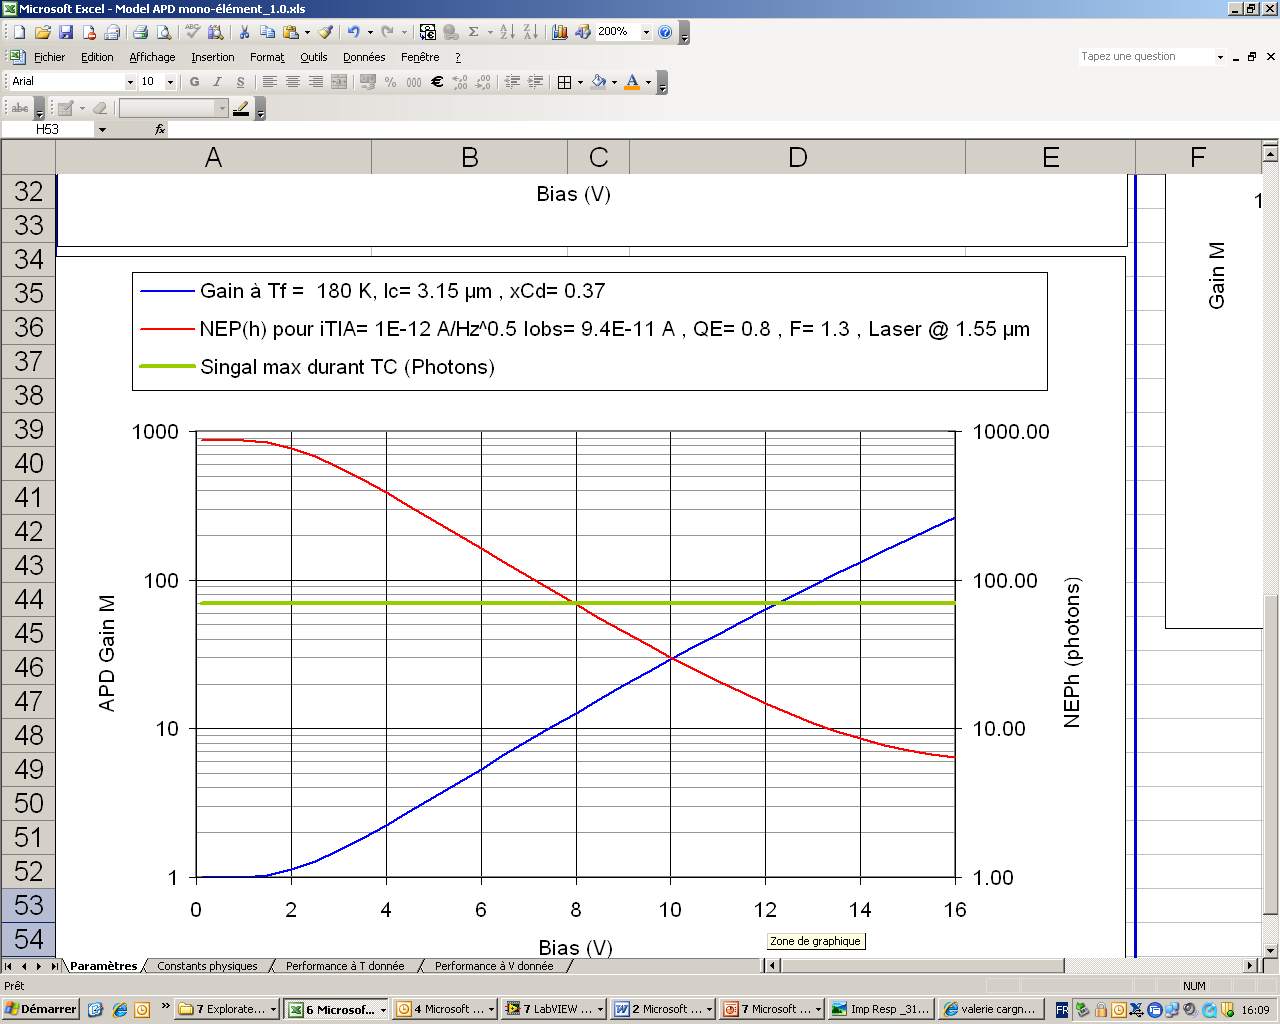 Microsoft Excel - Model APD mono-élément_1.0.xls
200%
Fichier Edition Affichage Insertion Format Outils Données Fenêtre ? Tapez une question
Arial 10 G I S % 000 €
H53 fx
A B C D E F
32 Bias (V) 1
33
34
35 Gain à Tf = 180 K, lc= 3.15 µm , xCd= 0.37
36 NEP(h) pour iTIA= 1E-12 A/Hz^0.5 Iobs= 9.4E-11 A , QE= 0.8 , F= 1.3 , Laser @ 1.55 µm
37 Singal max durant TC (Photons)
38
39 1000 1000.00
40
41
42
43 100 100.00
44
45
46
47
48 10 10.00
49
50
51
52 1 1.00
53 0 2 4 6 8 10 12 14 16
54 Bias (V) Zone de graphique
APD Gain M
NEPh (photons)
Gain M
Paramètres Constants physiques Performance à T donnée Performance à V donnée
Prêt NUM
Démarrer » 7 Explorate... 6 Microsof... 4 Microsoft ... 7 LabVIEW ... 2 Microsoft ... 7 Microsoft ... Imp Resp _31... valerie cargn... FR 16:09